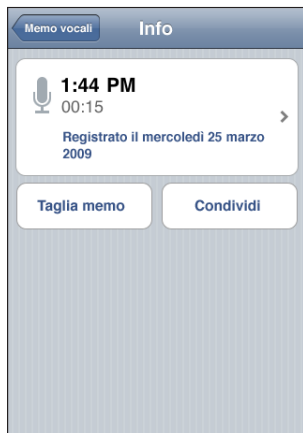 Memo vocali
Info
1:44 PM
00:15
Registrato il mercoledì 25 marzo
2009
Taglia memo
Condividi